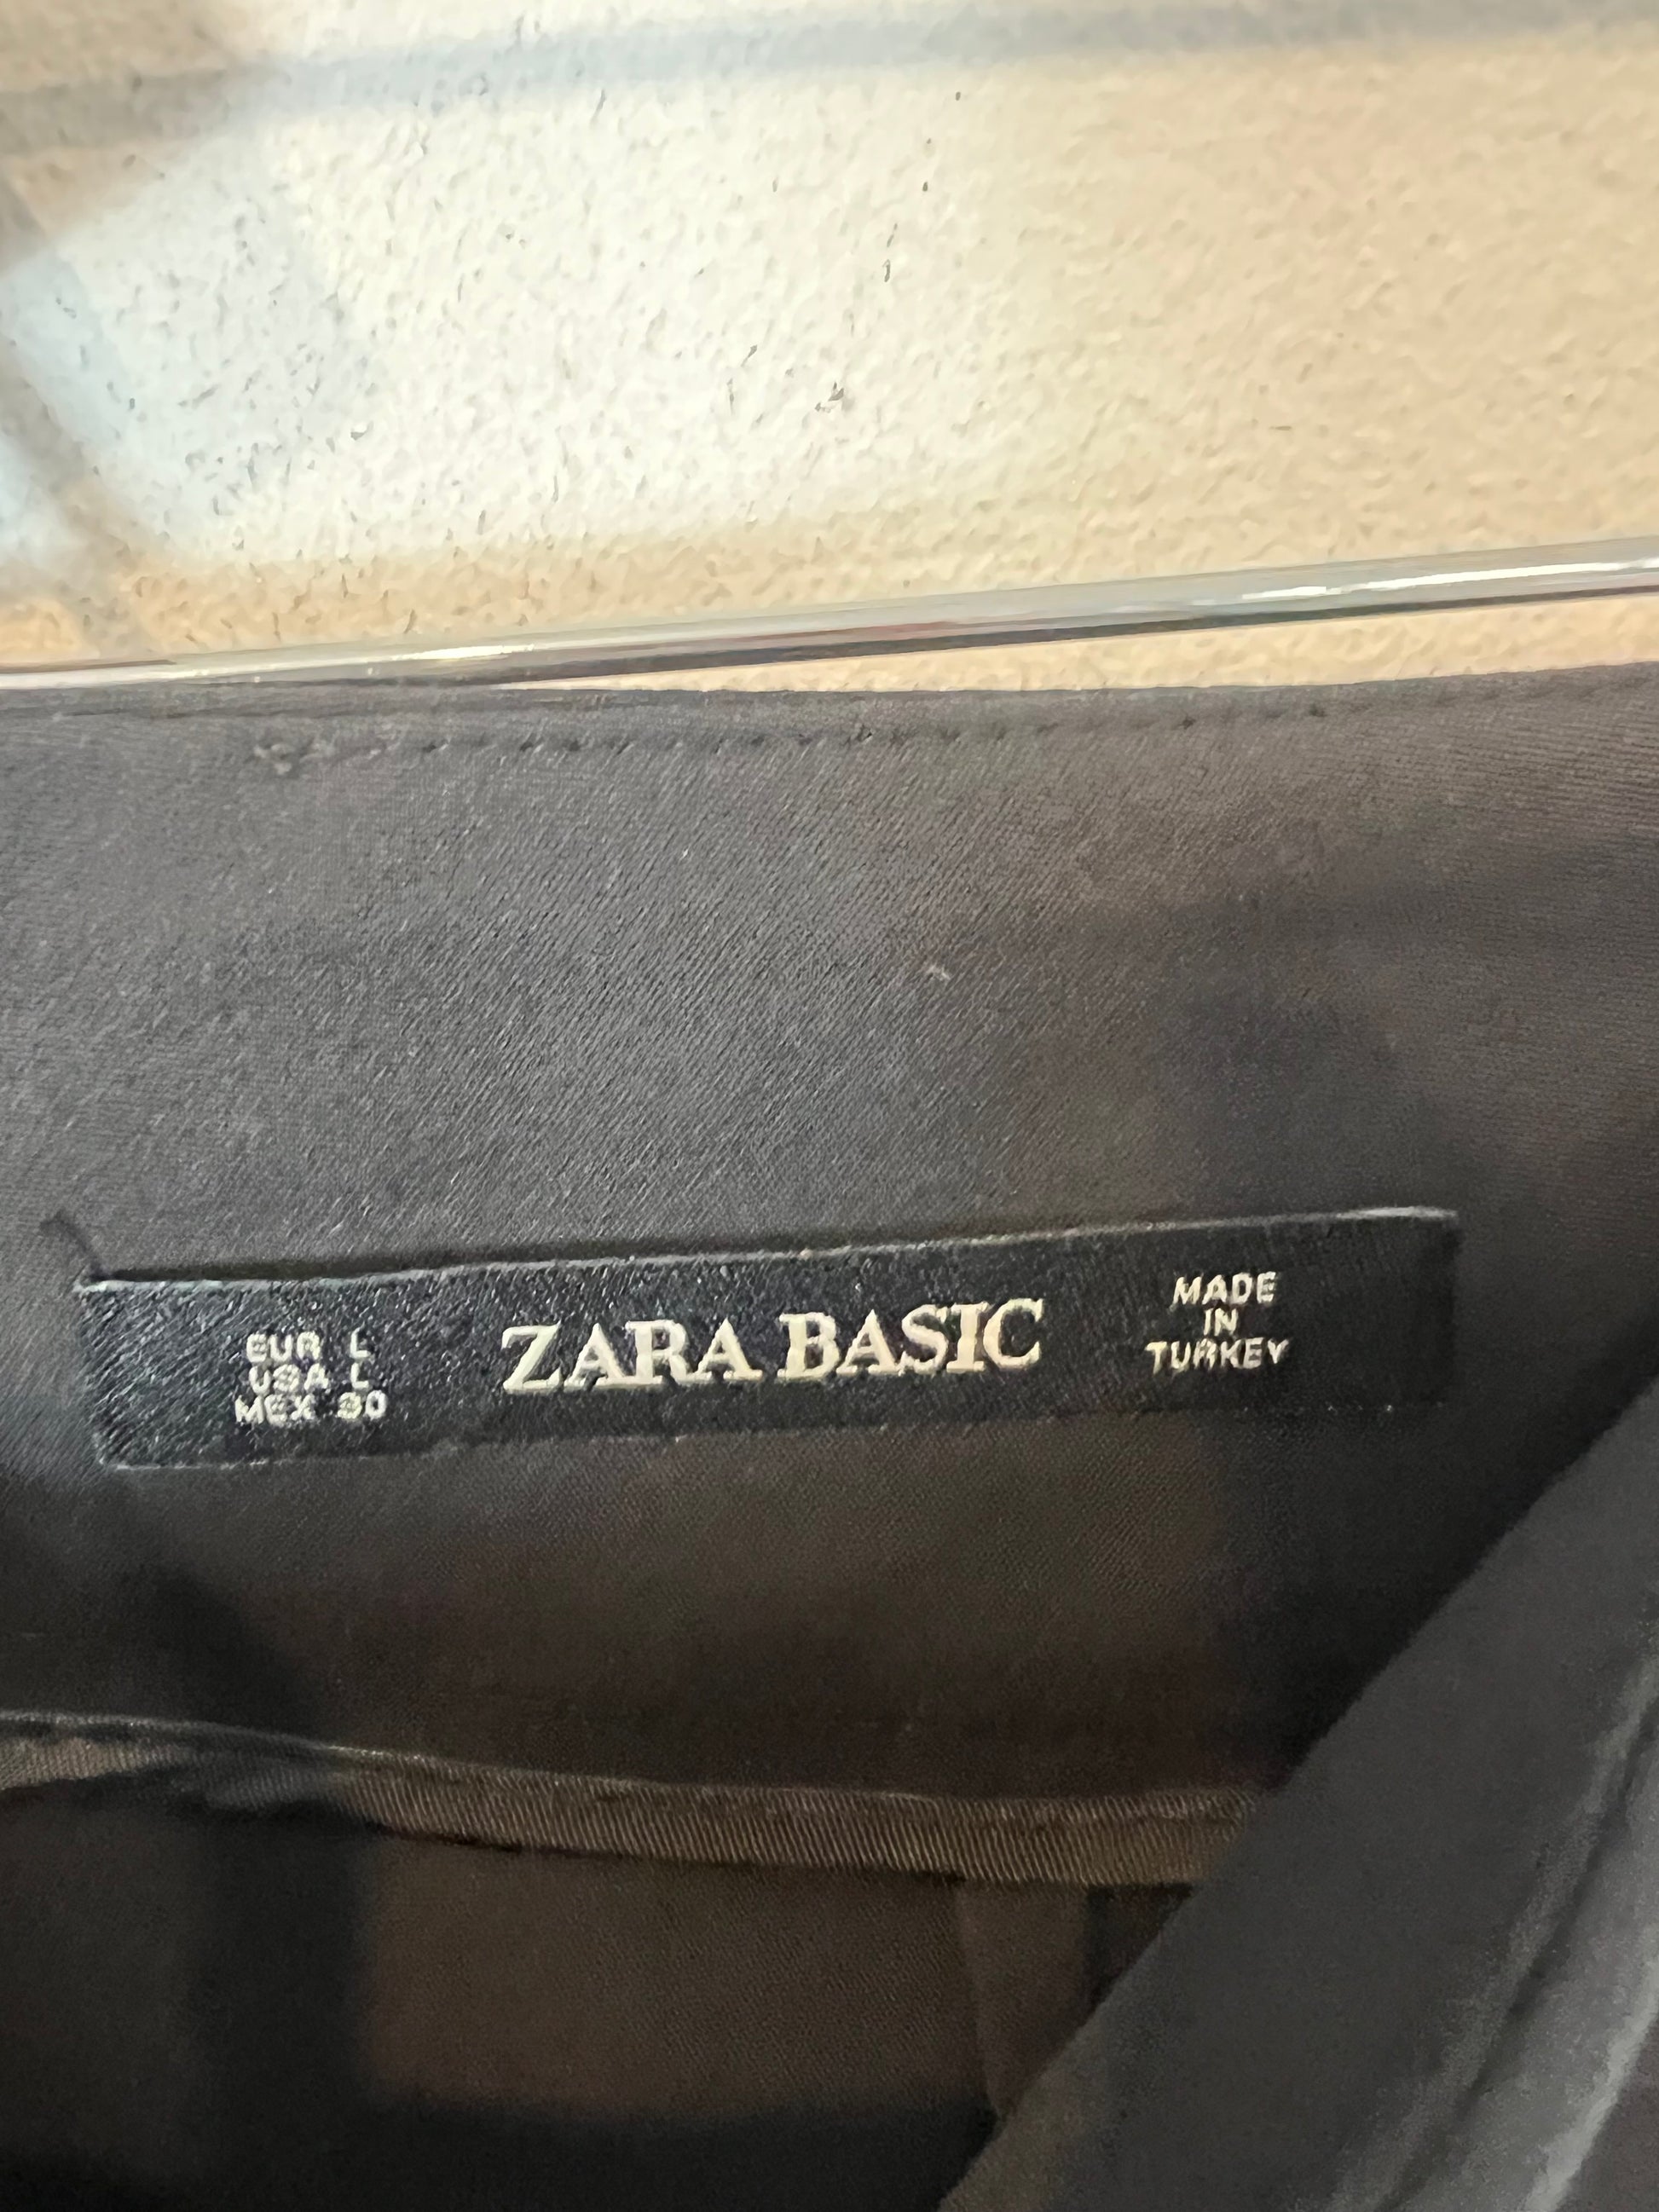 EUR L
USA L
MEX 30
ZARA BASIC
MADE
IN
TURKEY